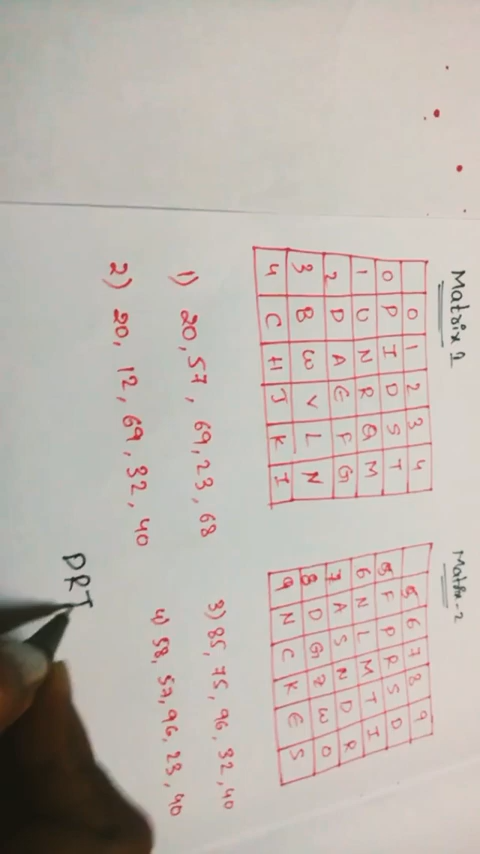 Matrix 1
0 1 2 3 4
0 P I D S T
1 U N R Q M
2 D A E F G
3 B W V L N
4 C H J K I
Matrix-2
5 6 7 8 9
5 F P R S D
6 N L M T I
7 A S N D R
8 D G Z W O
9 N C K E S
1) 20, 57, 69, 23, 68
2) 20, 12, 69, 32, 40
3) 85, 75, 96, 32, 40
4) 58, 57, 96, 23, 40
DRI